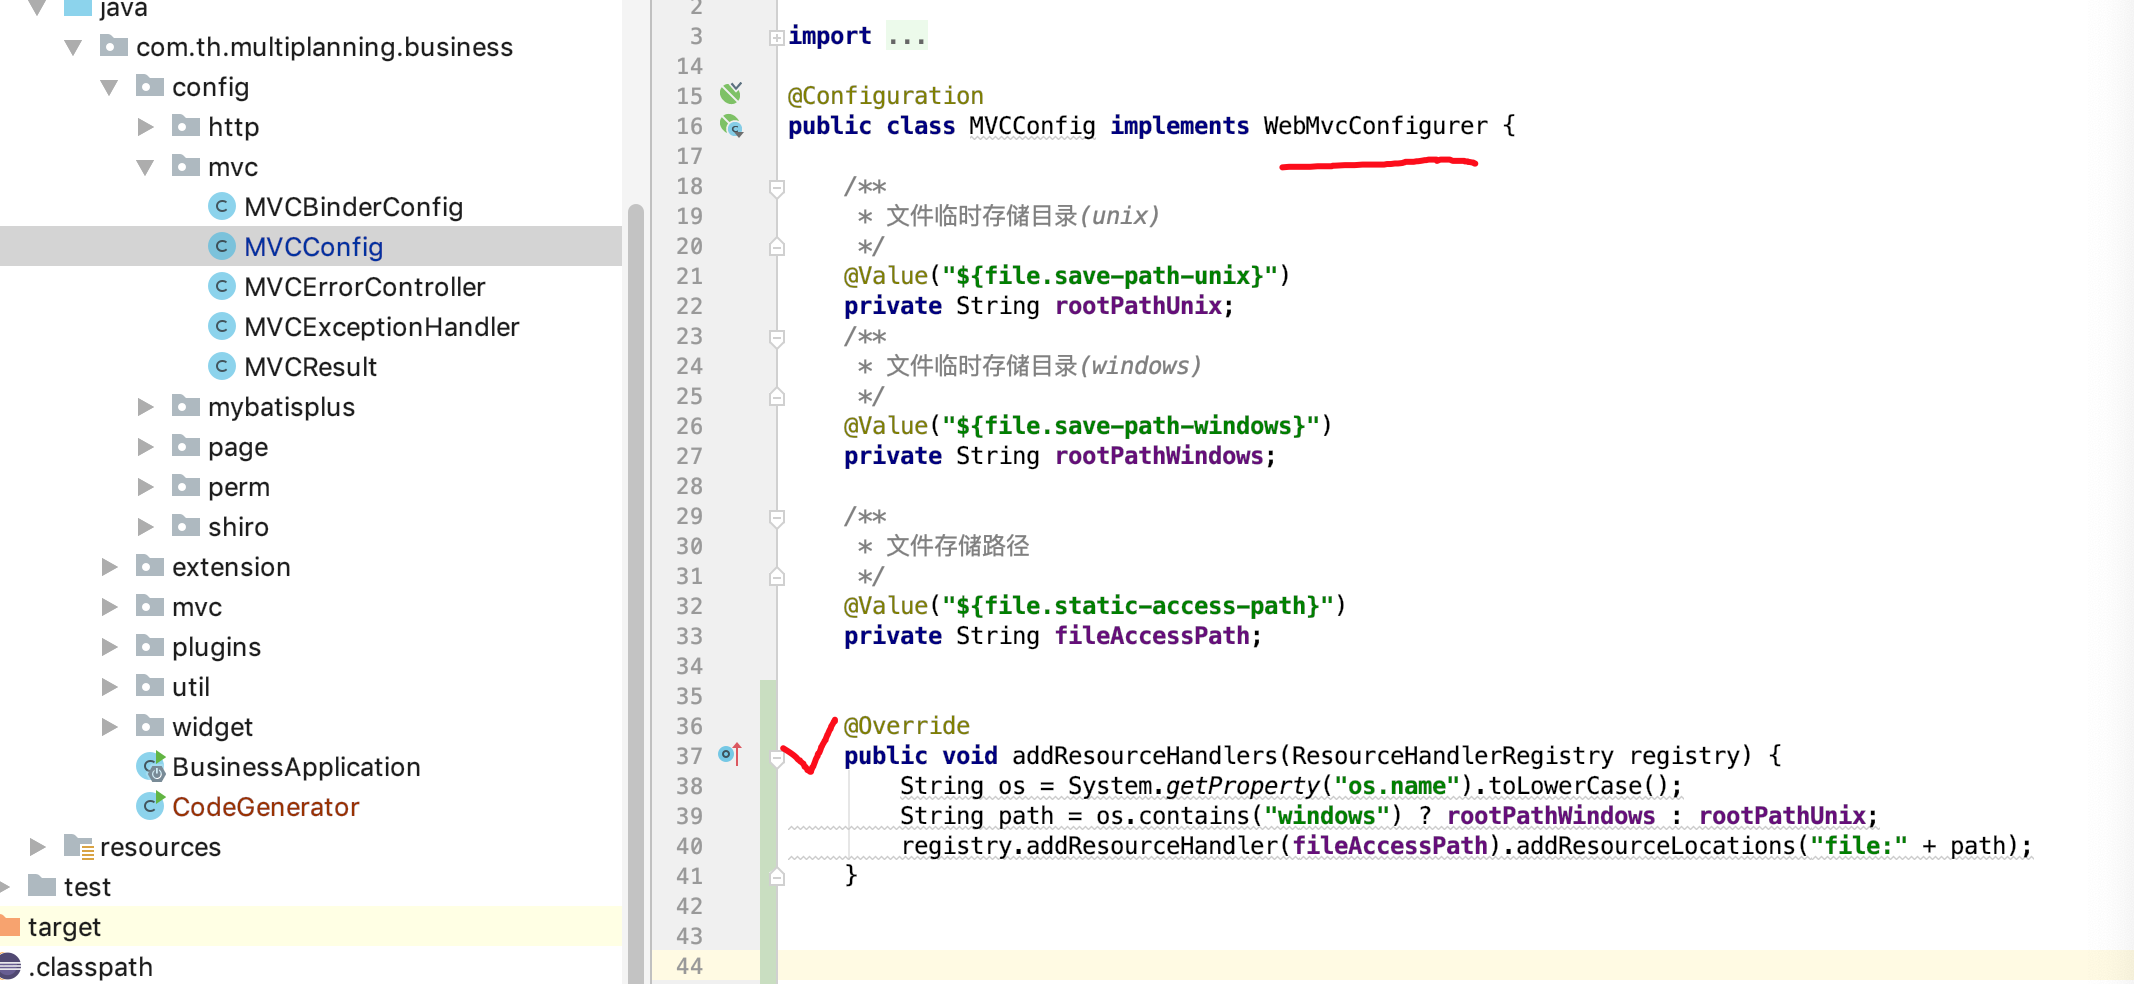 java
com.th.multiplanning.business
config
http
mvc
MVCBinderConfig
MVCConfig
MVCErrorController
MVCExceptionHandler
MVCResult
mybatisplus
page
perm
shiro
extension
mvc
plugins
util
widget
BusinessApplication
CodeGenerator
resources
test
target
.classpath
2
3 import ...
14
15 @Configuration
16 public class MVCConfig implements WebMvcConfigurer {
17
18 /**
19 * 文件临时存储目录(unix)
20 */
21 @Value("${file.save-path-unix}")
22 private String rootPathUnix;
23 /**
24 * 文件临时存储目录(windows)
25 */
26 @Value("${file.save-path-windows}")
27 private String rootPathWindows;
28
29 /**
30 * 文件存储路径
31 */
32 @Value("${file.static-access-path}")
33 private String fileAccessPath;
34
35
36 @Override
37 public void addResourceHandlers(ResourceHandlerRegistry registry) {
38 String os = System.getProperty("os.name").toLowerCase();
39 String path = os.contains("windows") ? rootPathWindows : rootPathUnix;
40 registry.addResourceHandler(fileAccessPath).addResourceLocations("file:" + path);
41 }
42
43
44